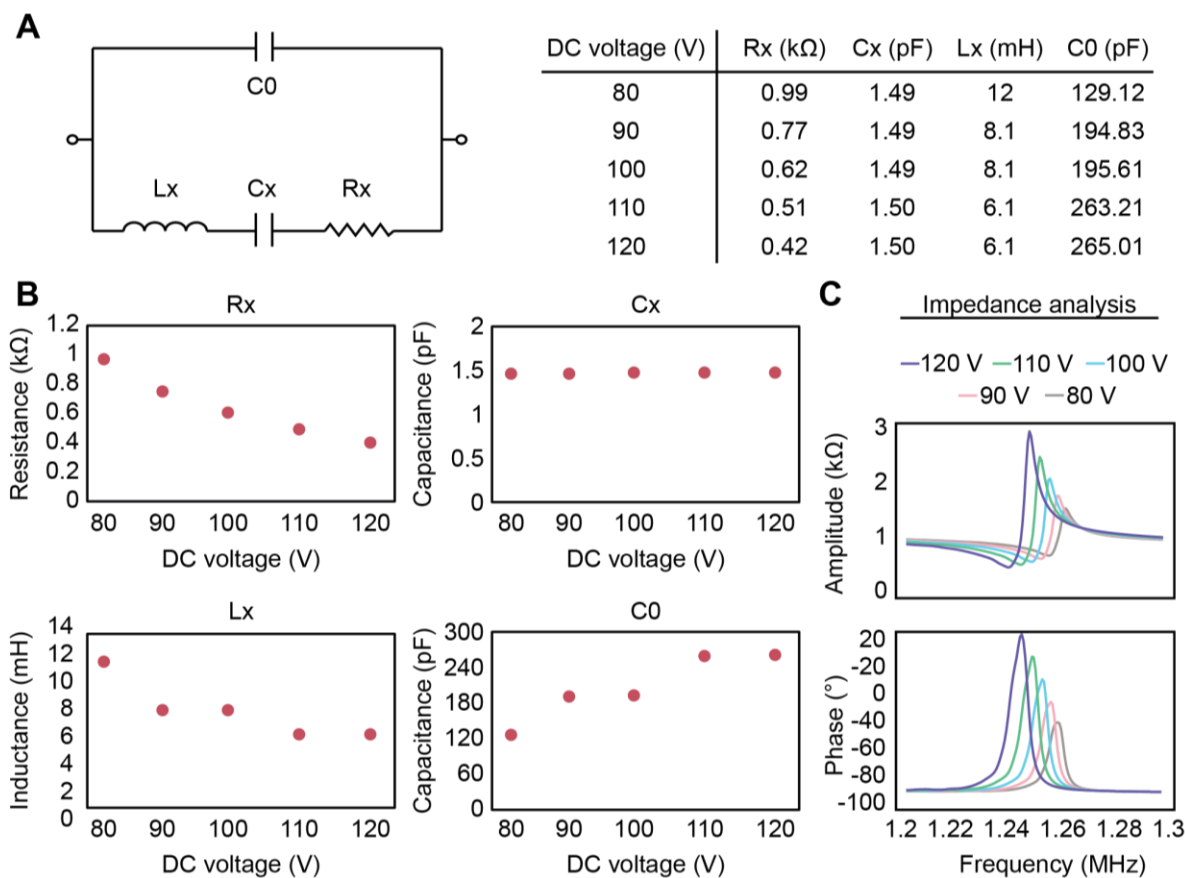 A
C0
Lx Cx Rx
DC voltage (V) Rx (kΩ) Cx (pF) Lx (mH) C0 (pF)
80 0.99 1.49 12 129.12
90 0.77 1.49 8.1 194.83
100 0.62 1.49 8.1 195.61
110 0.51 1.50 6.1 263.21
120 0.42 1.50 6.1 265.01
B
Rx
Resistance (kΩ)
1.2
1
0.8
0.6
0.4
0.2
0
80 90 100 110 120
DC voltage (V)
Cx
Capacitance (pF)
2
1.5
1
0.5
0
80 90 100 110 120
DC voltage (V)
Lx
Inductance (mH)
14
12
10
8
6
4
2
0
80 90 100 110 120
DC voltage (V)
C0
Capacitance (pF)
300
240
180
120
60
0
80 90 100 110 120
DC voltage (V)
C
Impedance analysis
120 V 110 V 100 V
90 V 80 V
Amplitude (kΩ)
3
2
1
0
Phase (°)
20
-20
0
-40
-60
-80
-100
1.2 1.22 1.24 1.26 1.28 1.3
Frequency (MHz)